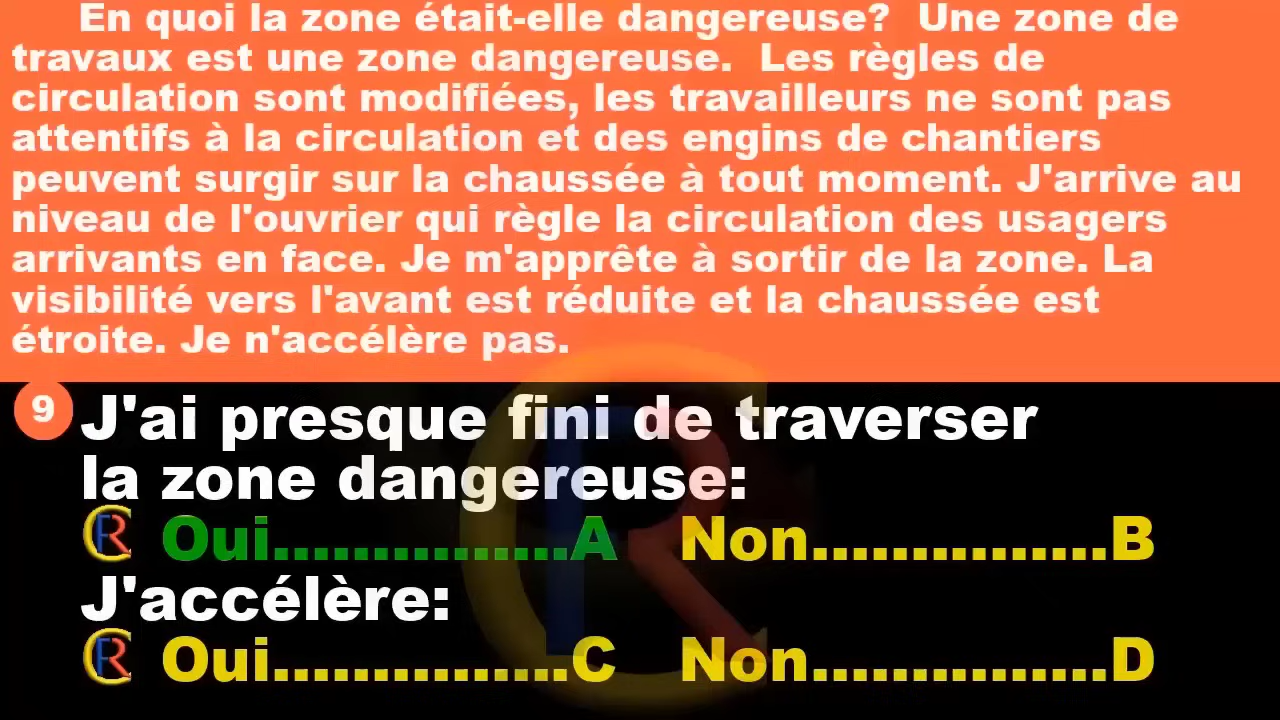 En quoi la zone était-elle dangereuse? Une zone de
travaux est une zone dangereuse. Les règles de
circulation sont modifiées, les travailleurs ne sont pas
attentifs à la circulation et des engins de chantiers
peuvent surgir sur la chaussée à tout moment. J'arrive au
niveau de l'ouvrier qui règle la circulation des usagers
arrivants en face. Je m'apprête à sortir de la zone. La
visibilité vers l'avant est réduite et la chaussée est
étroite. Je n'accélère pas.
9 J'ai presque fini de traverser
la zone dangereuse:
CR Oui...............A Non...............B
J'accélère:
CR Oui...............C Non...............D